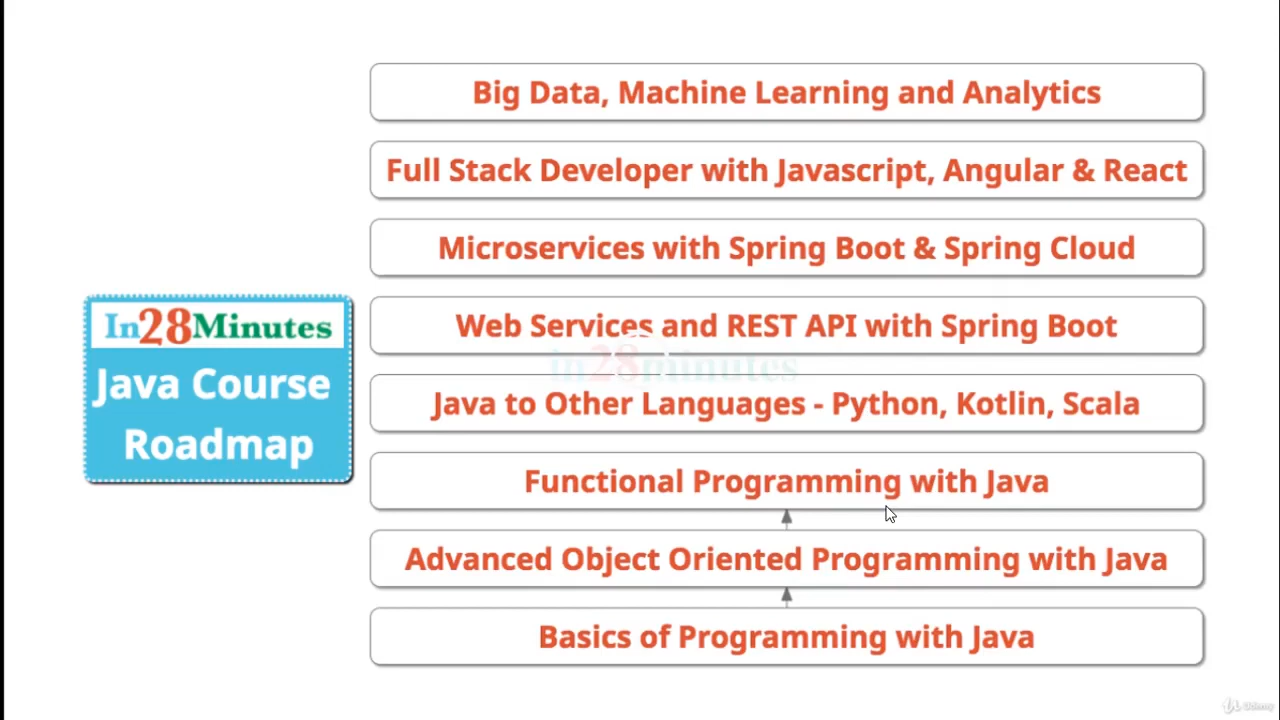 Big Data, Machine Learning and Analytics
Full Stack Developer with Javascript, Angular & React
Microservices with Spring Boot & Spring Cloud
In28Minutes
Java Course
Roadmap
Web Services and REST API with Spring Boot
in28minutes
Java to Other Languages - Python, Kotlin, Scala
Functional Programming with Java
Advanced Object Oriented Programming with Java
Basics of Programming with Java
Udemy